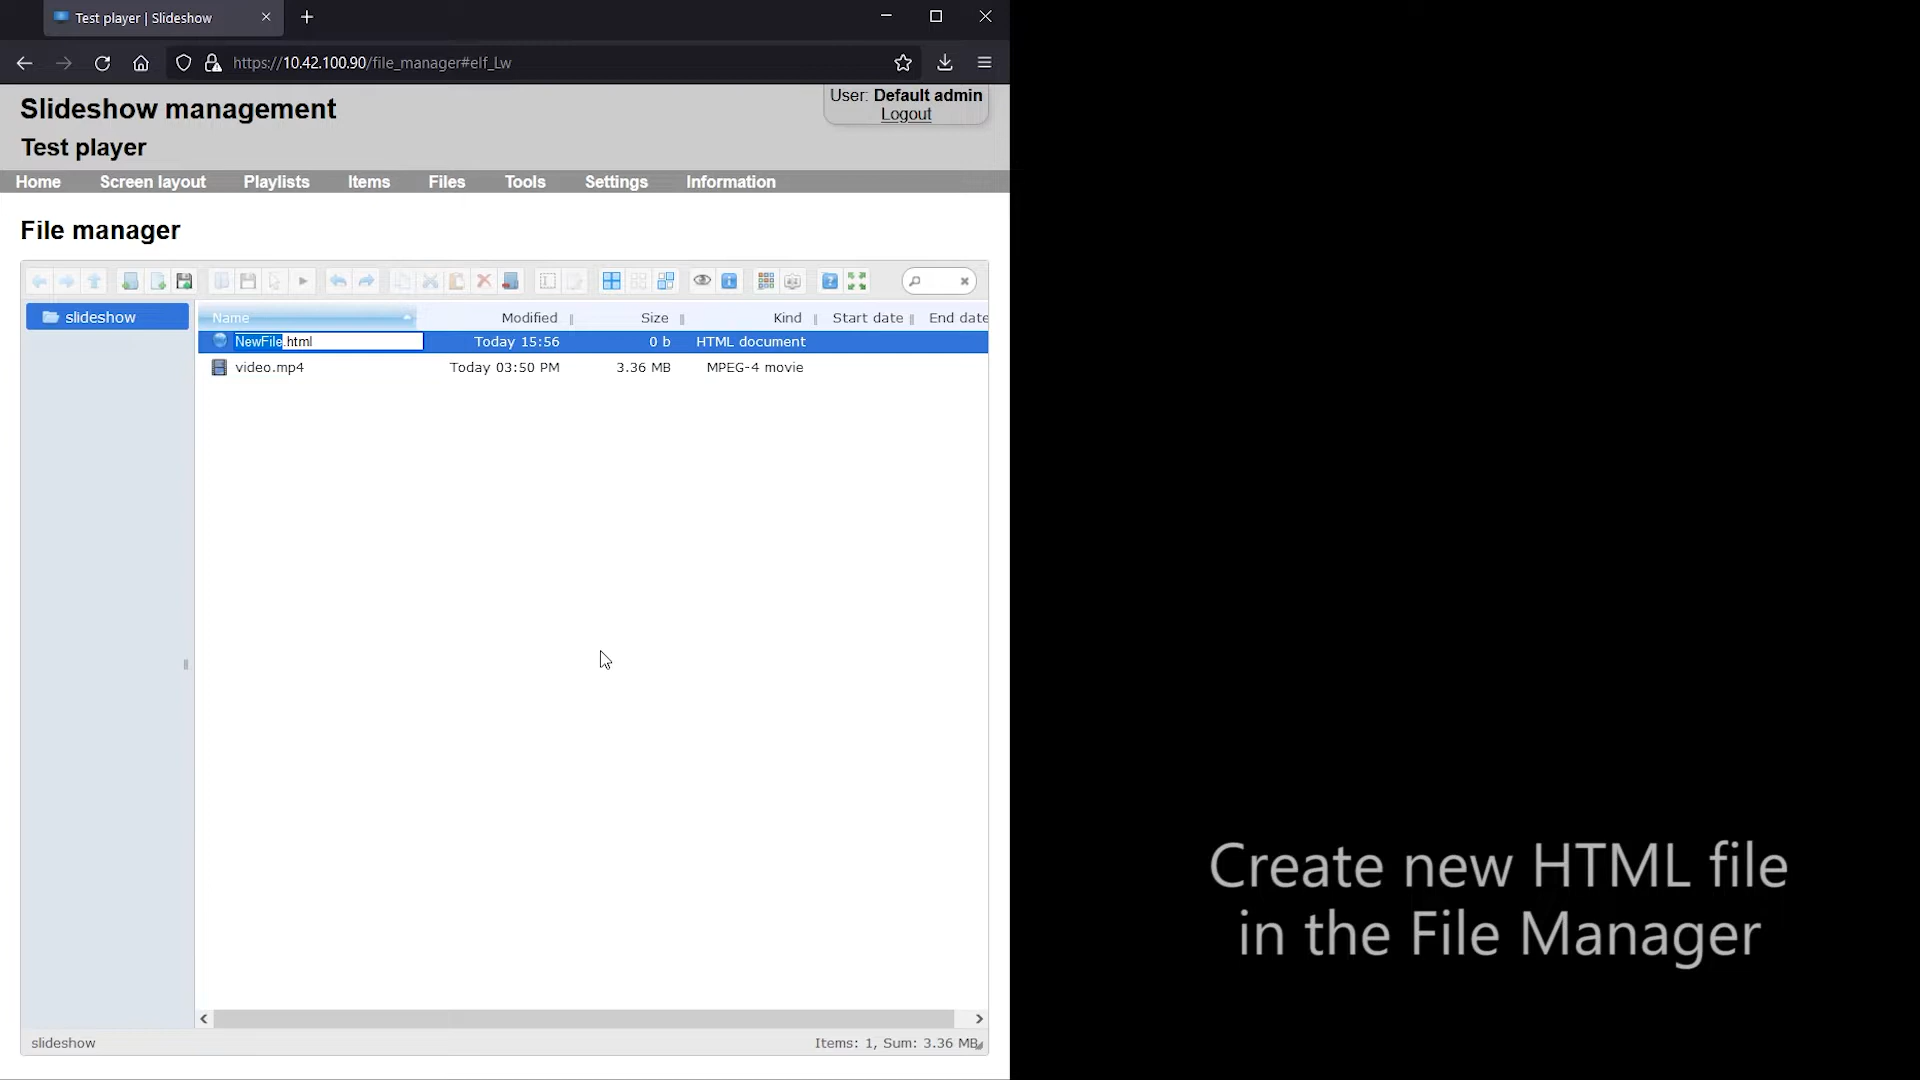 Test player | Slideshow
https://10.42.100.90/file_manager#elf_Lw
Slideshow management
User: Default admin
Logout
Test player
Home Screen layout Playlists Items Files Tools Settings Information
File manager
slideshow
Name Modified Size Kind Start date End date
NewFile.html Today 15:56 0 b HTML document
video.mp4 Today 03:50 PM 3.36 MB MPEG-4 movie
Create new HTML file
in the File Manager
slideshow
Items: 1, Sum: 3.36 MB